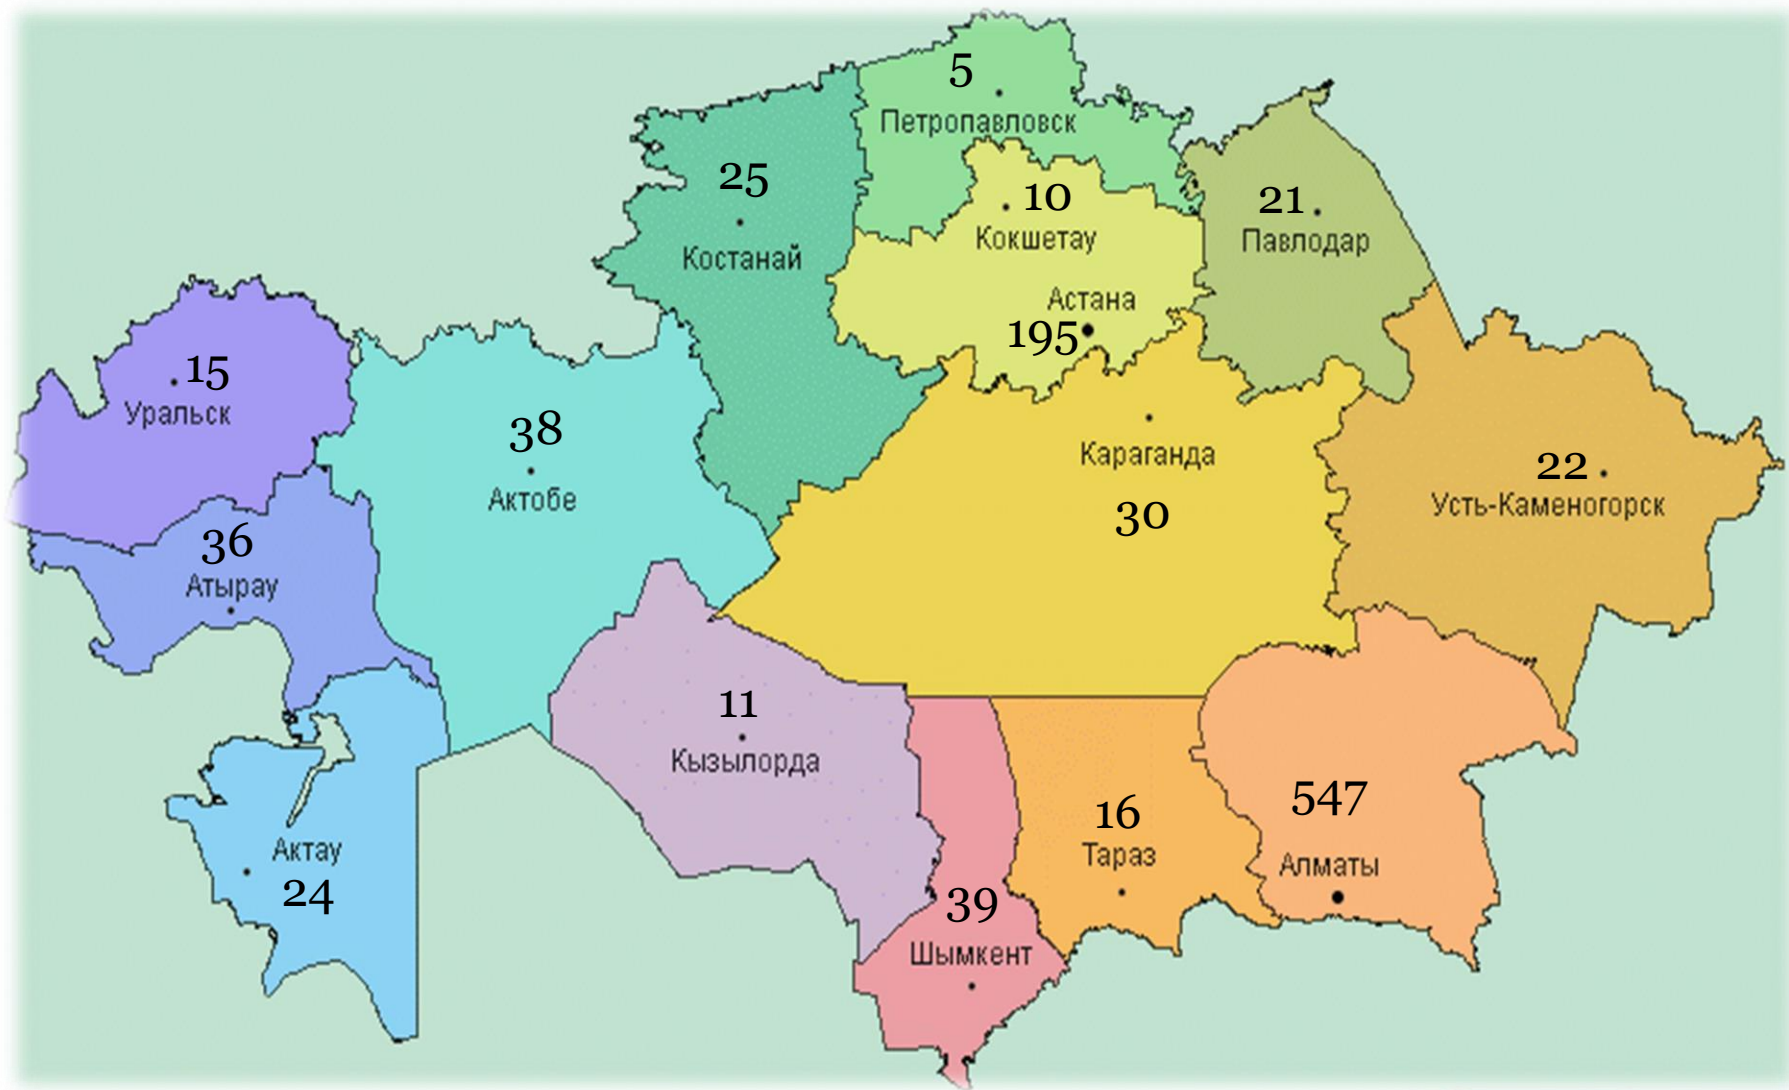 5
Петропавловск
25
Костанай
10
Кокшетау
21
Павлодар
Астана
195
15
Уральск
38
Актобе
Караганда
30
22
Усть-Каменогорск
36
Атырау
11
Кызылорда
547
Алматы
16
Тараз
Актау
24
39
Шымкент